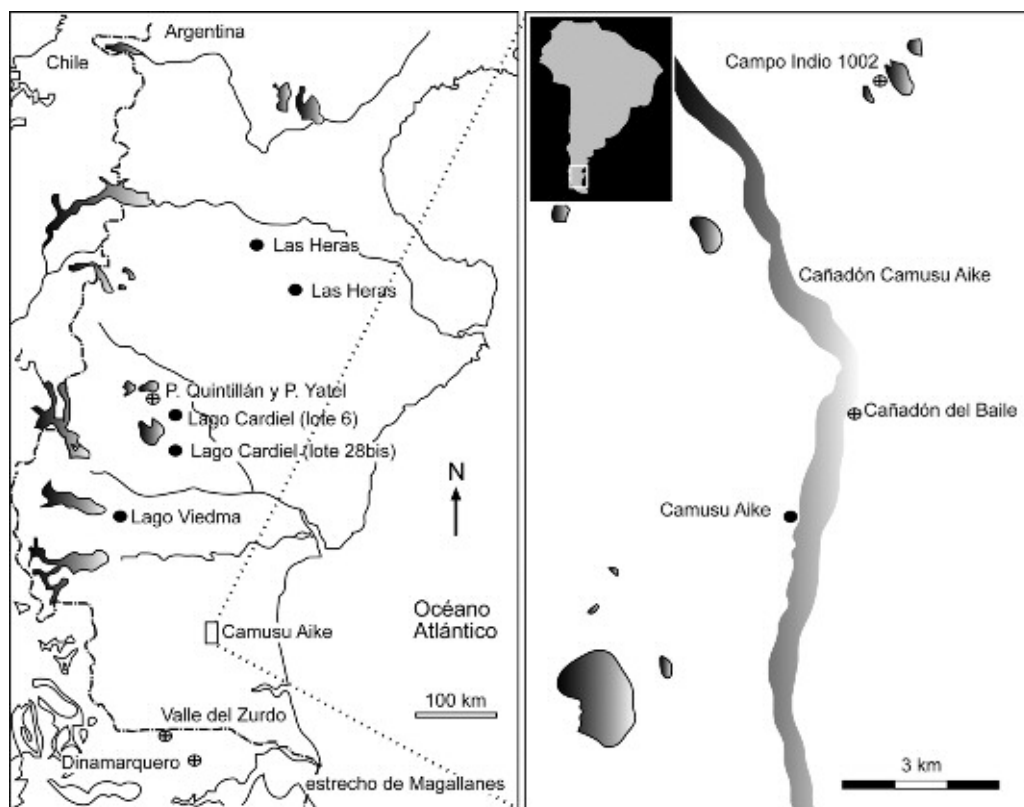 Argentina
Chile
Las Heras
Las Heras
P. Quintillán y P. Yatel
Lago Cardiel (lote 6)
Lago Cardiel (lote 28bis)
N
Lago Viedma
Océano
Atlántico
Camusu Aike
100 km
Valle del Zurdo
Dinamarquero
estrecho de Magallanes
Campo Indio 1002
Cañadón Camusu Aike
Cañadón del Baile
Camusu Aike
3 km